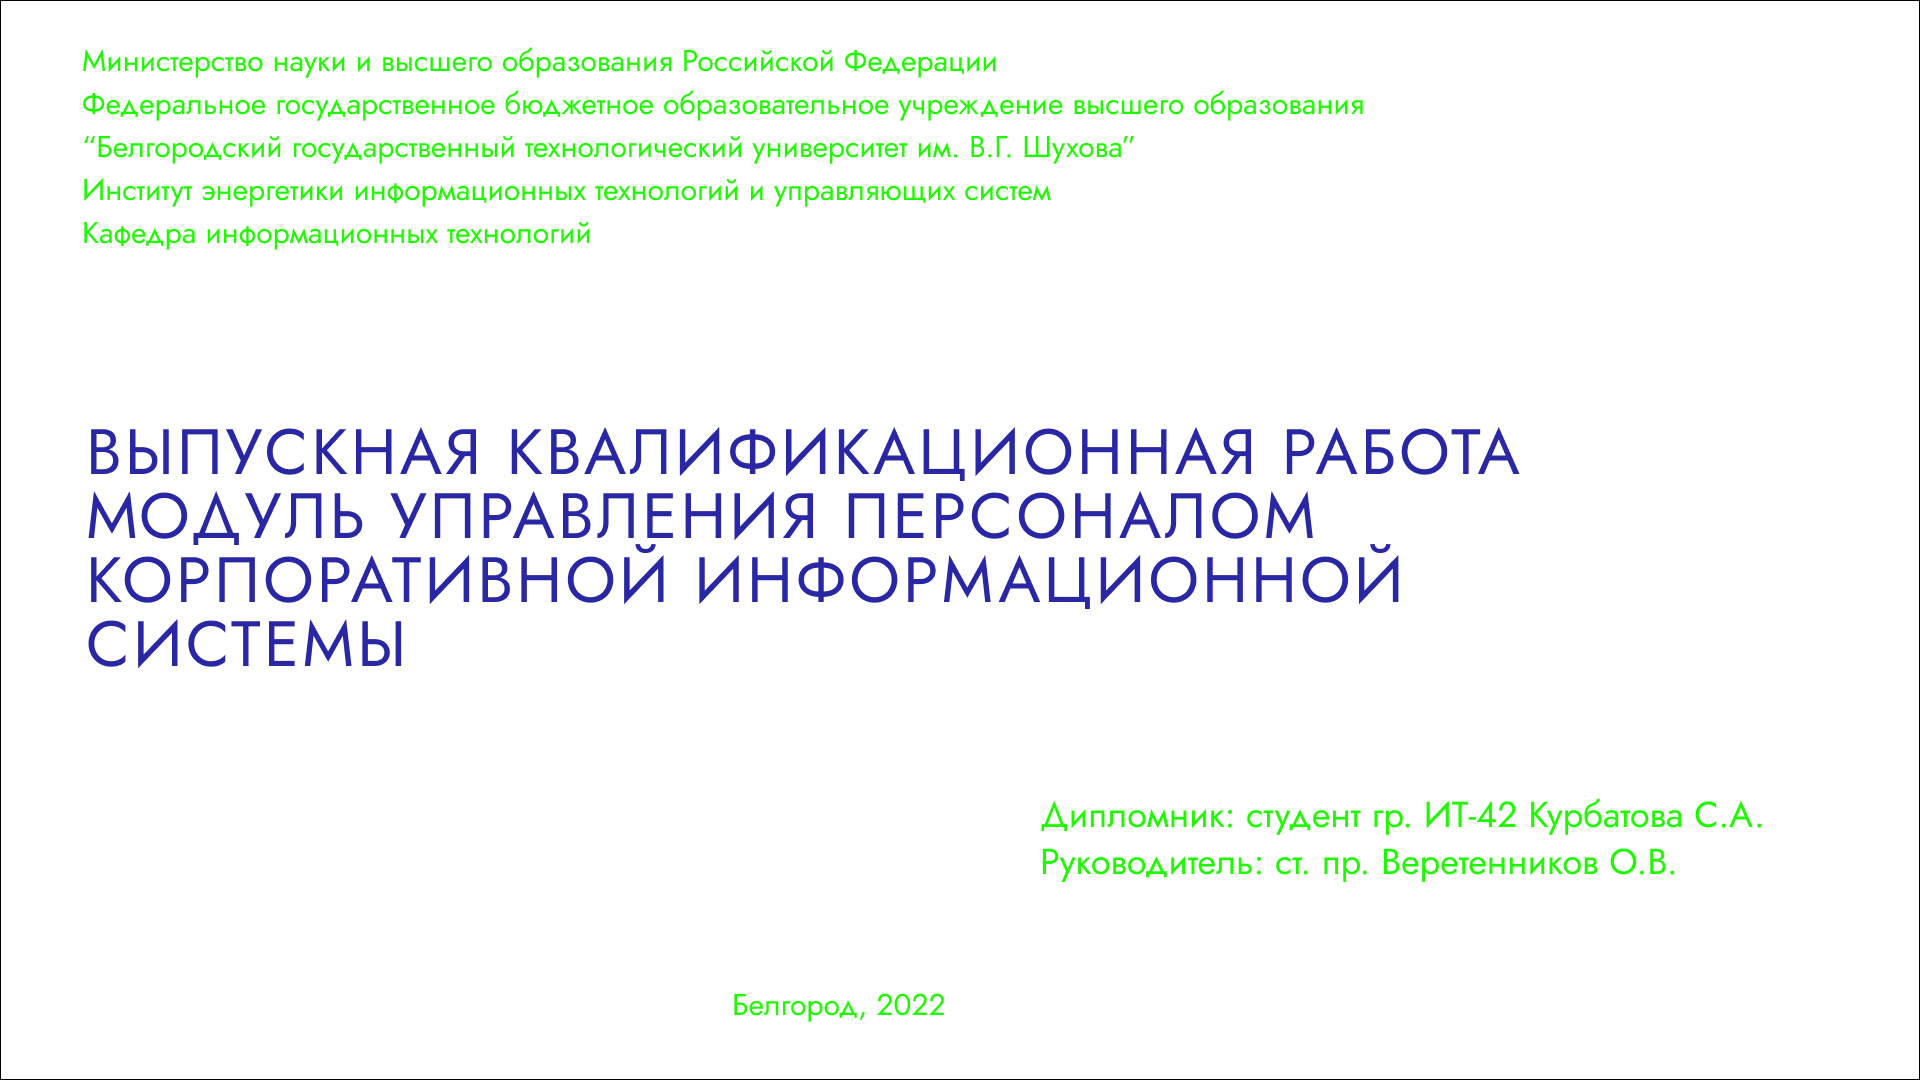 Министерство науки и высшего образования Российской Федерации
Федеральное государственное бюджетное образовательное учреждение высшего образования
“Белгородский государственный технологический университет им. В.Г. Шухова”
Институт энергетики информационных технологий и управляющих систем
Кафедра информационных технологий
ВЫПУСКНАЯ КВАЛИФИКАЦИОННАЯ РАБОТА
МОДУЛЬ УПРАВЛЕНИЯ ПЕРСОНАЛОМ
КОРПОРАТИВНОЙ ИНФОРМАЦИОННОЙ
СИСТЕМЫ
Дипломник: студент гр. ИТ-42 Курбатова С.А.
Руководитель: ст. пр. Веретенников О.В.
Белгород, 2022